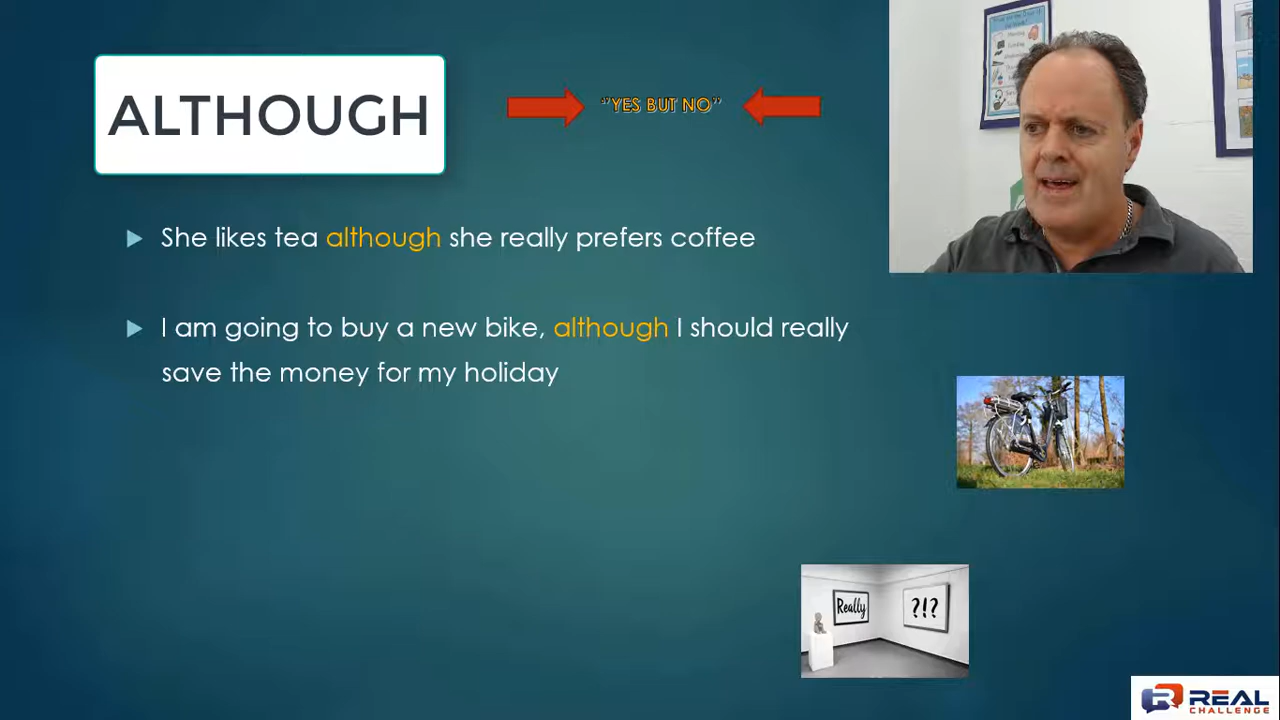 ALTHOUGH
"YES BUT NO"
She likes tea although she really prefers coffee
I am going to buy a new bike, although I should really
save the money for my holiday
Really
?!?
REAL
CHALLENGE